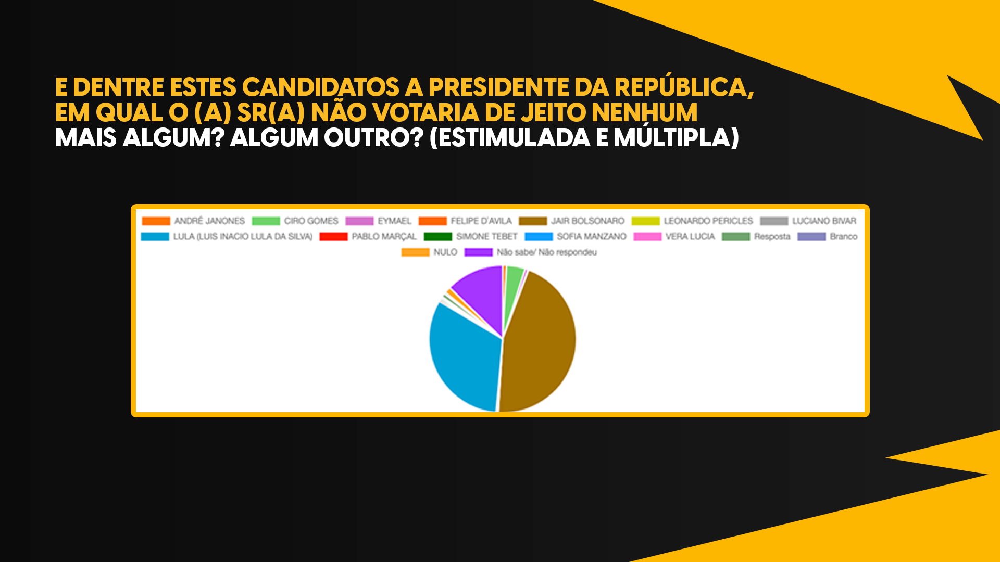 E DENTRE ESTES CANDIDATOS A PRESIDENTE DA REPÚBLICA,
EM QUAL O (A) SR(A) NÃO VOTARIA DE JEITO NENHUM
MAIS ALGUM? ALGUM OUTRO? (ESTIMULADA E MÚLTIPLA)
ANDRÉ JANONES CIRO GOMES EYMAEL FELIPE D'AVILA JAIR BOLSONARO LEONARDO PERICLES LUCIANO BIVAR
LULA (LUIS INACIO LULA DA SILVA) PABLO MARÇAL SIMONE TEBET SOFIA MANZANO VERA LUCIA Resposta Branco
NULO Não sabe/ Não respondeu